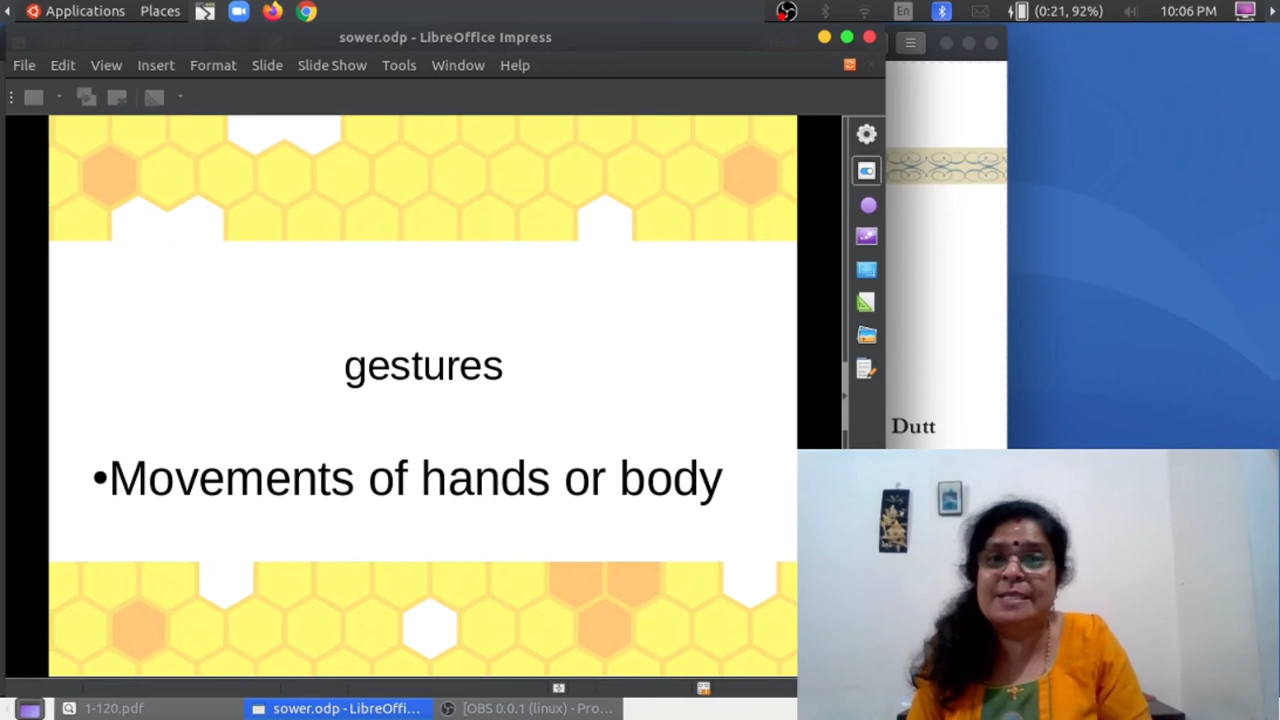 Applications Places En (0:21, 92%) 10:06 PM
sower.odp - LibreOffice Impress
File Edit View Insert Format Slide Slide Show Tools Window Help
gestures
•Movements of hands or body
Dutt
1-120.pdf sower.odp - LibreOffi... [OBS 0.0.1 (linux) - Pro...